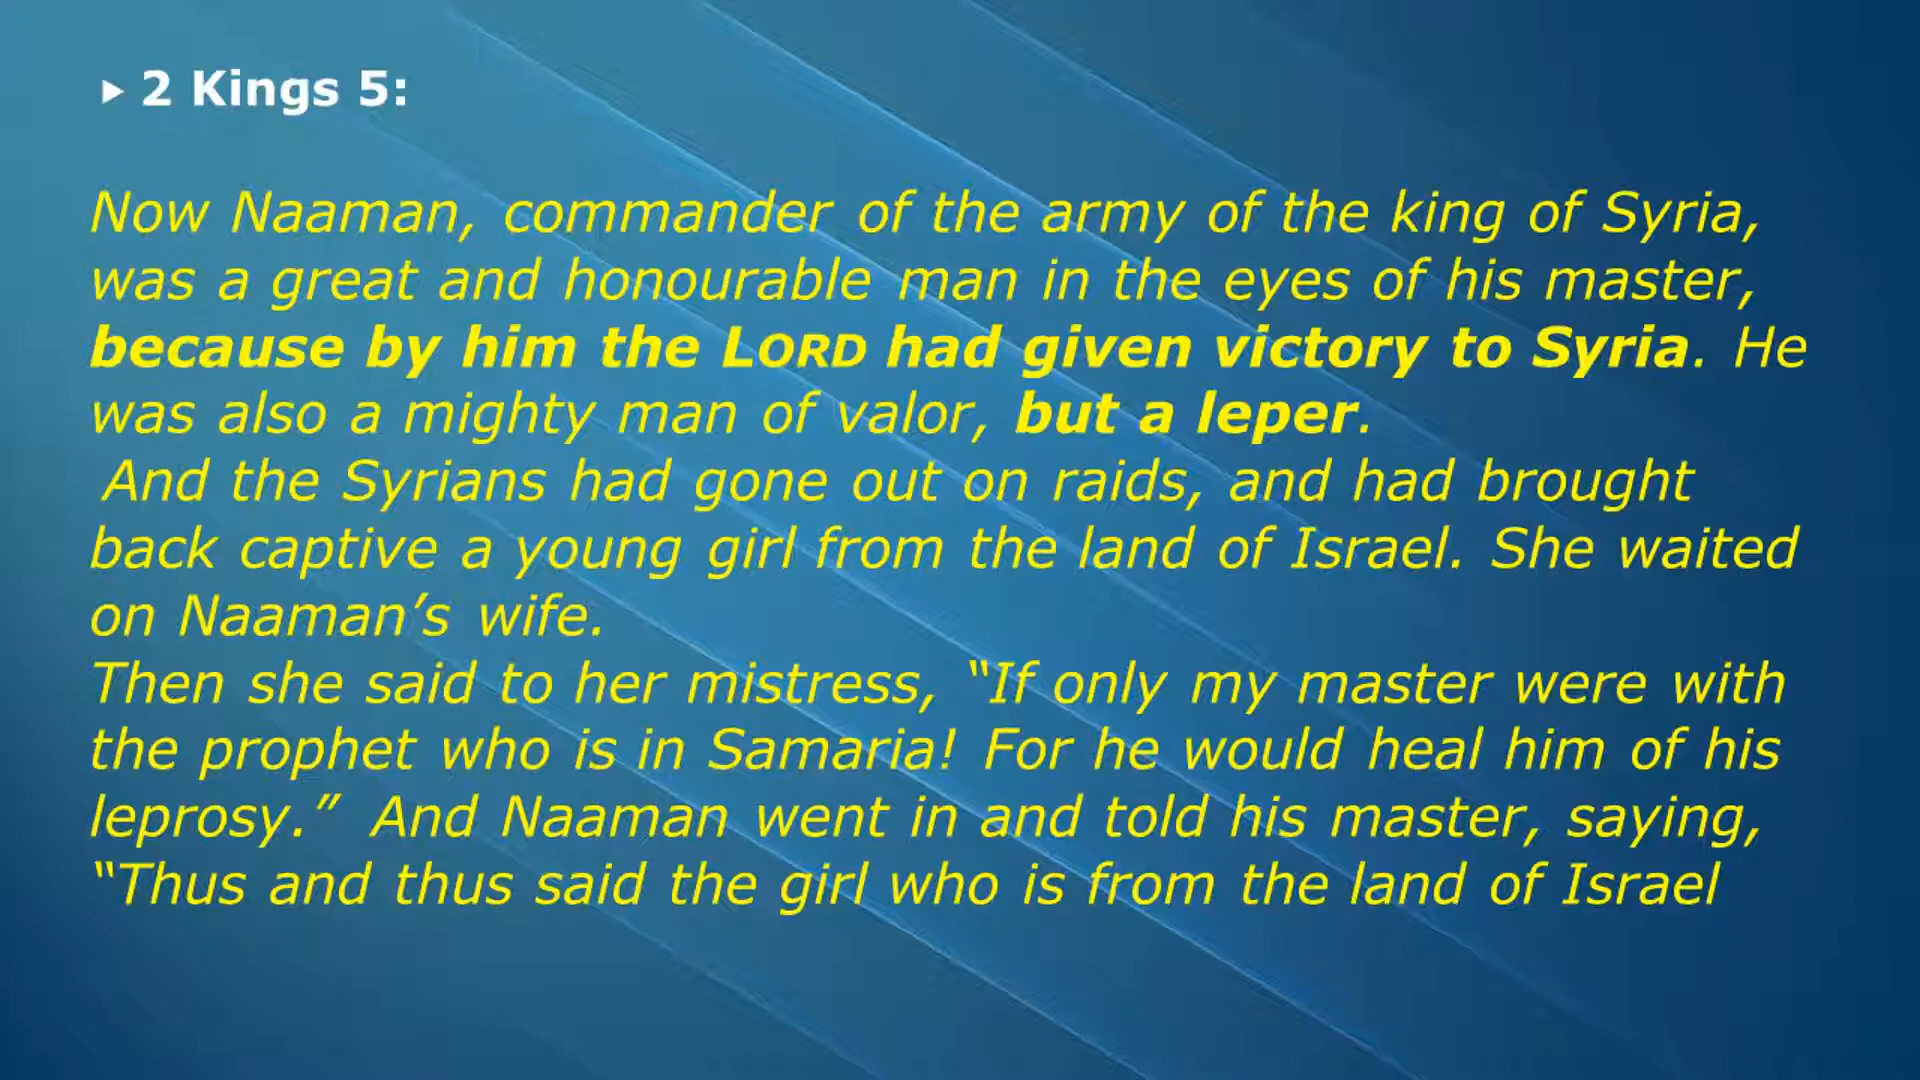 ▶ 2 Kings 5:
Now Naaman, commander of the army of the king of Syria,
was a great and honourable man in the eyes of his master,
because by him the LORD had given victory to Syria. He
was also a mighty man of valor, but a leper.
And the Syrians had gone out on raids, and had brought
back captive a young girl from the land of Israel. She waited
on Naaman’s wife.
Then she said to her mistress, “If only my master were with
the prophet who is in Samaria! For he would heal him of his
leprosy.” And Naaman went in and told his master, saying,
“Thus and thus said the girl who is from the land of Israel